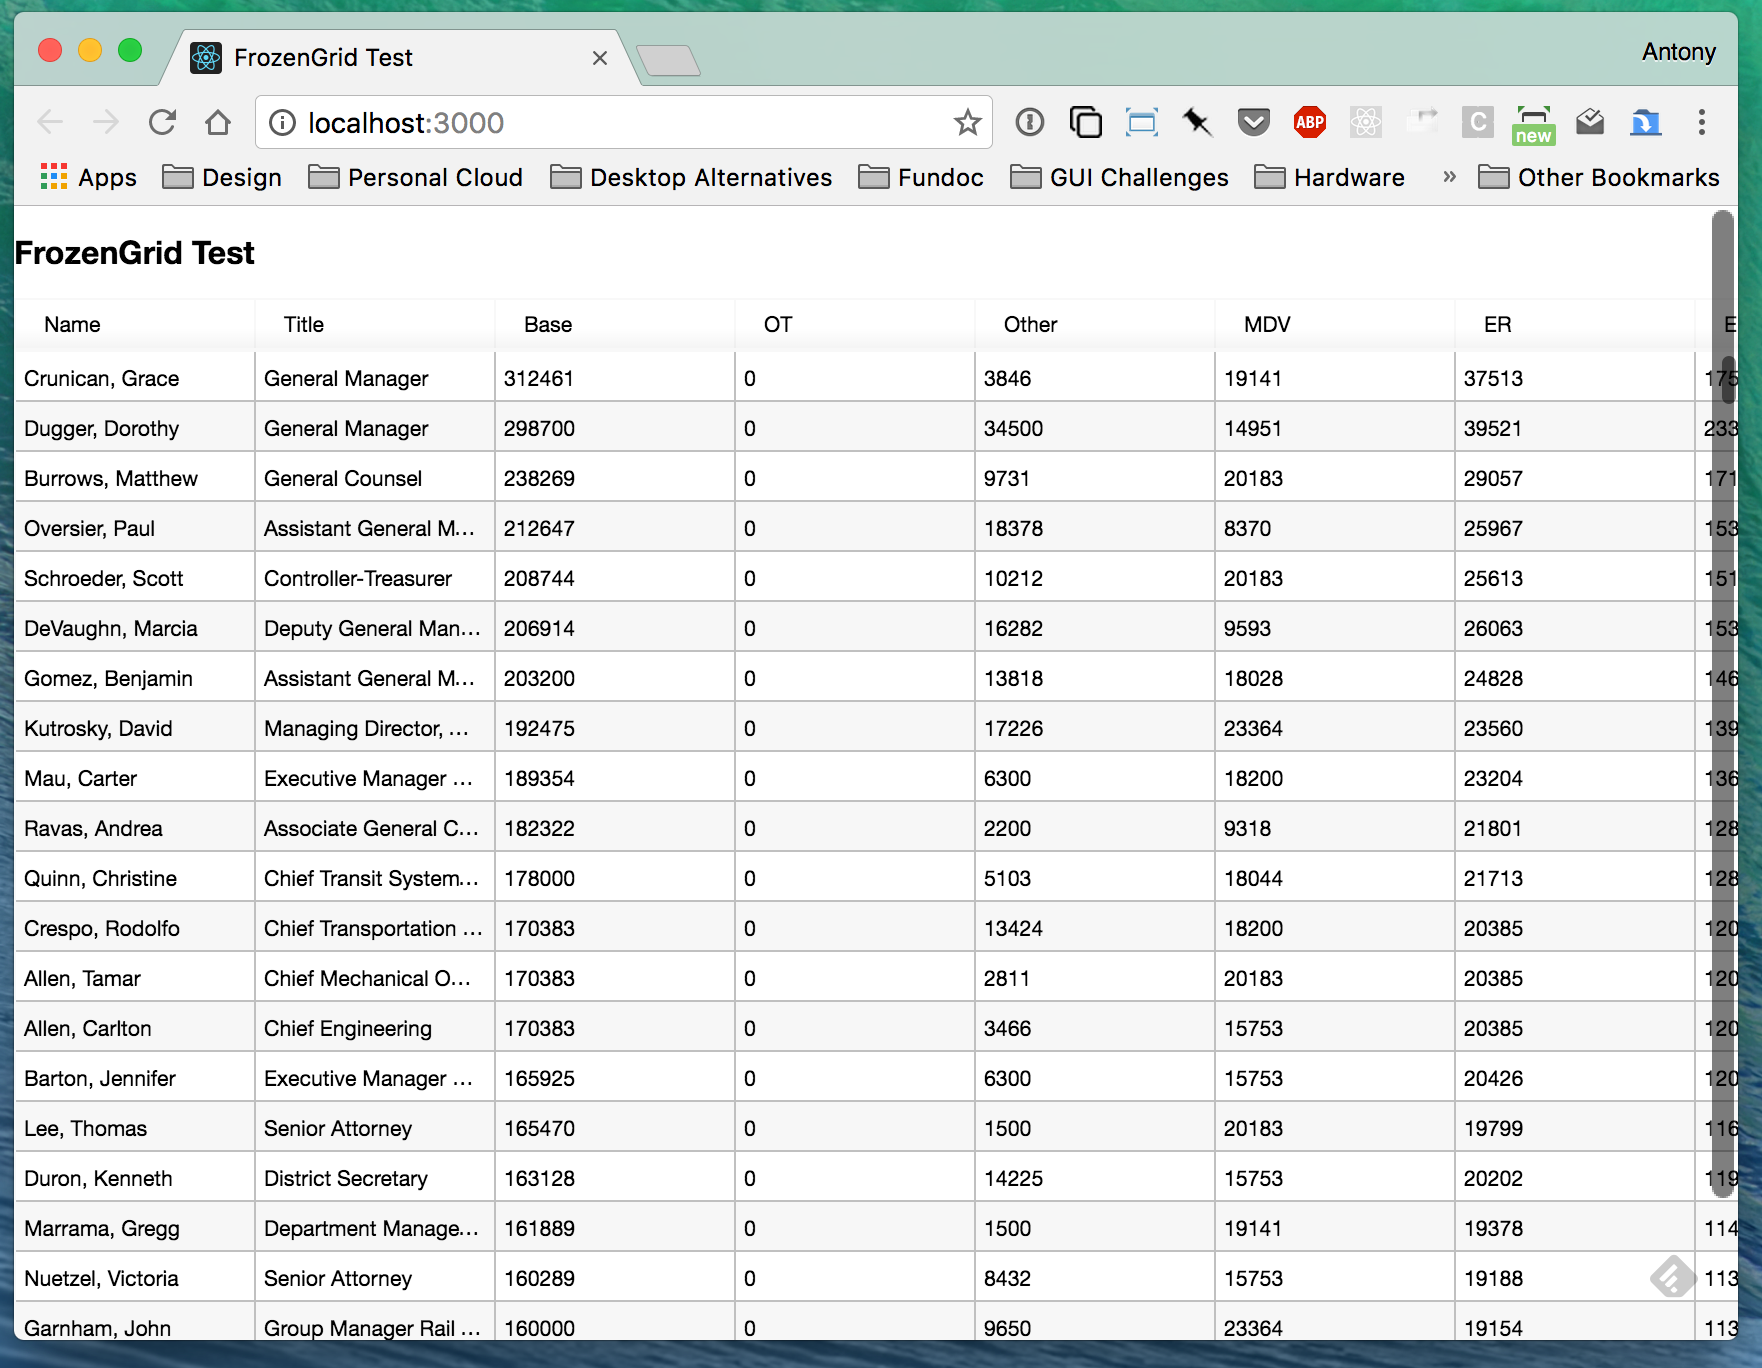 FrozenGrid Test
Antony
localhost:3000
ABP
C
new
Apps Design Personal Cloud Desktop Alternatives Fundoc GUI Challenges Hardware » Other Bookmarks
FrozenGrid Test
Name Title Base OT Other MDV ER E
Crunican, Grace General Manager 312461 0 3846 19141 37513 175
Dugger, Dorothy General Manager 298700 0 34500 14951 39521 233
Burrows, Matthew General Counsel 238269 0 9731 20183 29057 171
Oversier, Paul Assistant General M... 212647 0 18378 8370 25967 153
Schroeder, Scott Controller-Treasurer 208744 0 10212 20183 25613 151
DeVaughn, Marcia Deputy General Man... 206914 0 16282 9593 26063 153
Gomez, Benjamin Assistant General M... 203200 0 13818 18028 24828 146
Kutrosky, David Managing Director, ... 192475 0 17226 23364 23560 139
Mau, Carter Executive Manager ... 189354 0 6300 18200 23204 136
Ravas, Andrea Associate General C... 182322 0 2200 9318 21801 128
Quinn, Christine Chief Transit System... 178000 0 5103 18044 21713 128
Crespo, Rodolfo Chief Transportation ... 170383 0 13424 18200 20385 120
Allen, Tamar Chief Mechanical O... 170383 0 2811 20183 20385 120
Allen, Carlton Chief Engineering 170383 0 3466 15753 20385 120
Barton, Jennifer Executive Manager ... 165925 0 6300 15753 20426 120
Lee, Thomas Senior Attorney 165470 0 1500 20183 19799 116
Duron, Kenneth District Secretary 163128 0 14225 15753 20202 119
Marrama, Gregg Department Manage... 161889 0 1500 19141 19378 114
Nuetzel, Victoria Senior Attorney 160289 0 8432 15753 19188 113
Garnham, John Group Manager Rail ... 160000 0 9650 23364 19154 113